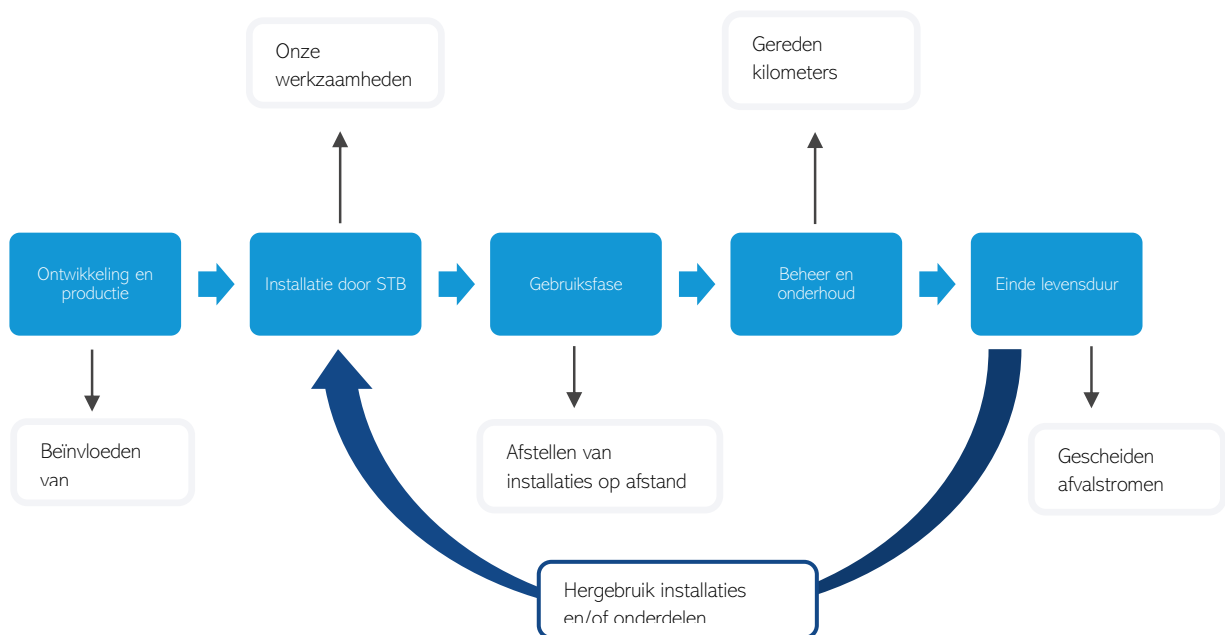 Onze
werkzaamheden
Gereden
kilometers
Ontwikkeling en
productie
Installatie door STB
Gebruiksfase
Beheer en
onderhoud
Einde levensduur
Beïnvloeden
van
Afstellen van
installaties op afstand
Gescheiden
afvalstromen
Hergebruik installaties
en/of onderdelen